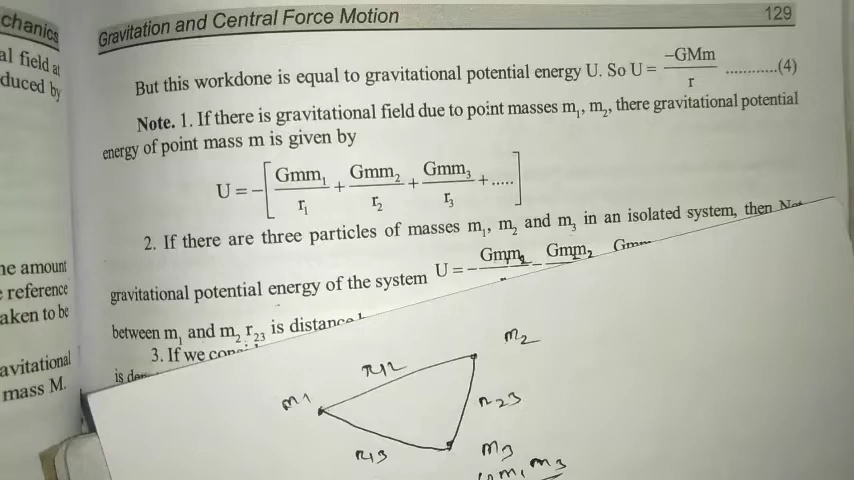 chanics
al field at
duced by
ne amount
reference
aken to be
avitational
mass M.
Gravitation and Central Force Motion 129
But this workdone is equal to gravitational potential energy U. So U = −GMm / r ............(4)
Note. 1. If there is gravitational field due to point masses m₁, m₂, there gravitational potential
energy of point mass m is given by
U = −[Gmm₁/r₁ + Gmm₂/r₂ + Gmm₃/r₃ + .....]
2. If there are three particles of masses m₁, m₂ and m₃ in an isolated system, then
gravitational potential energy of the system U = − Gmm₂
between m₁ and m₂ r₂₃ is distance
3. If we
is
m2
r12
m1
r23
r13
m3
m1 m3